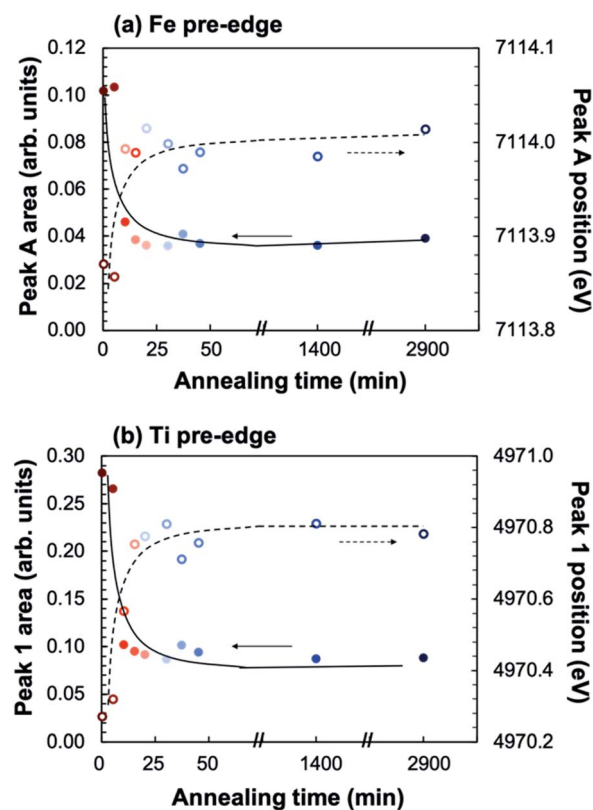 (a) Fe pre-edge
0.12
0.10
0.08
0.06
0.04
0.02
0.00
Peak A area (arb. units)
7114.1
7114.0
7113.9
7113.8
Peak A position (eV)
0 25 50 // 1400 // 2900
Annealing time (min)
(b) Ti pre-edge
0.30
0.25
0.20
0.15
0.10
0.05
0.00
Peak 1 area (arb. units)
4971.0
4970.8
4970.6
4970.4
4970.2
Peak 1 position (eV)
0 25 50 // 1400 // 2900
Annealing time (min)